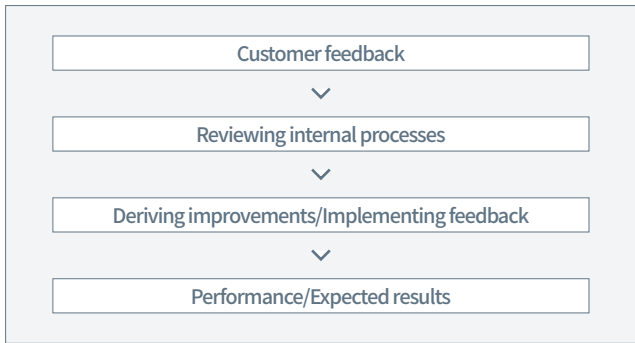 Customer feedback
Reviewing internal processes
Deriving improvements/Implementing feedback
Performance/Expected results